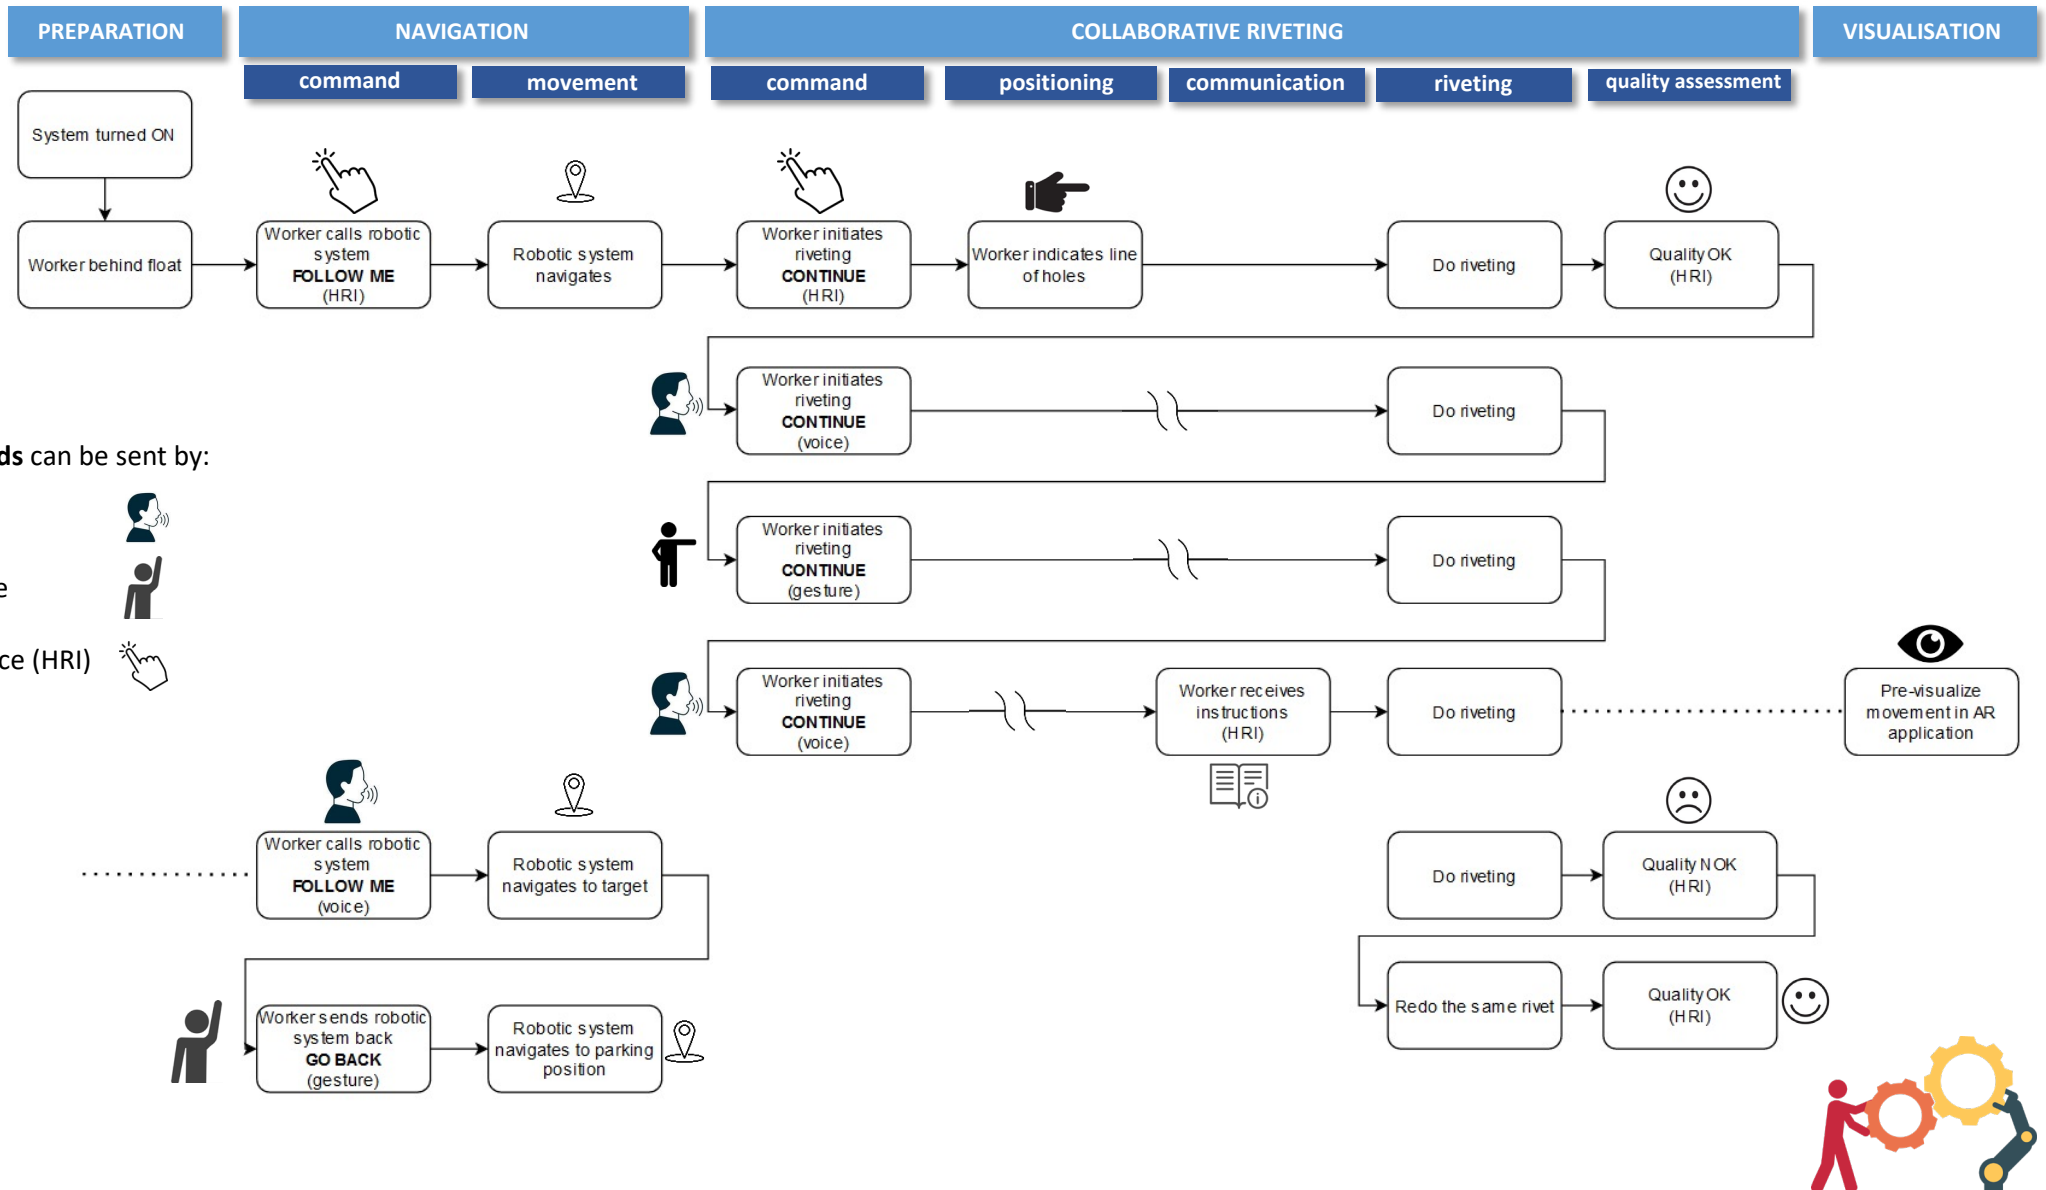 PREPARATION
NAVIGATION
COLLABORATIVE RIVETING
VISUALISATION
command
movement
command
positioning
communication
riveting
quality assessment
System turned ON
Worker behind float
Worker calls robotic
system
FOLLOW ME
(HRI)
Robotic system
navigates
Worker initiates
riveting
CONTINUE
(HRI)
Worker indicates line
of holes
Do riveting
Quality OK
(HRI)
Worker initiates
riveting
CONTINUE
(voice)
Do riveting
ds can be sent by:
Worker initiates
riveting
CONTINUE
(gesture)
Do riveting
e
ce (HRI)
Worker initiates
riveting
CONTINUE
(voice)
Worker receives
instructions
(HRI)
Do riveting
Pre-visualize
movement in AR
application
Worker calls robotic
system
FOLLOW ME
(voice)
Robotic system
navigates to target
Do riveting
Quality NOK
(HRI)
Worker sends robotic
system back
GO BACK
(gesture)
Robotic system
navigates to parking
position
Redo the same rivet
Quality OK
(HRI)